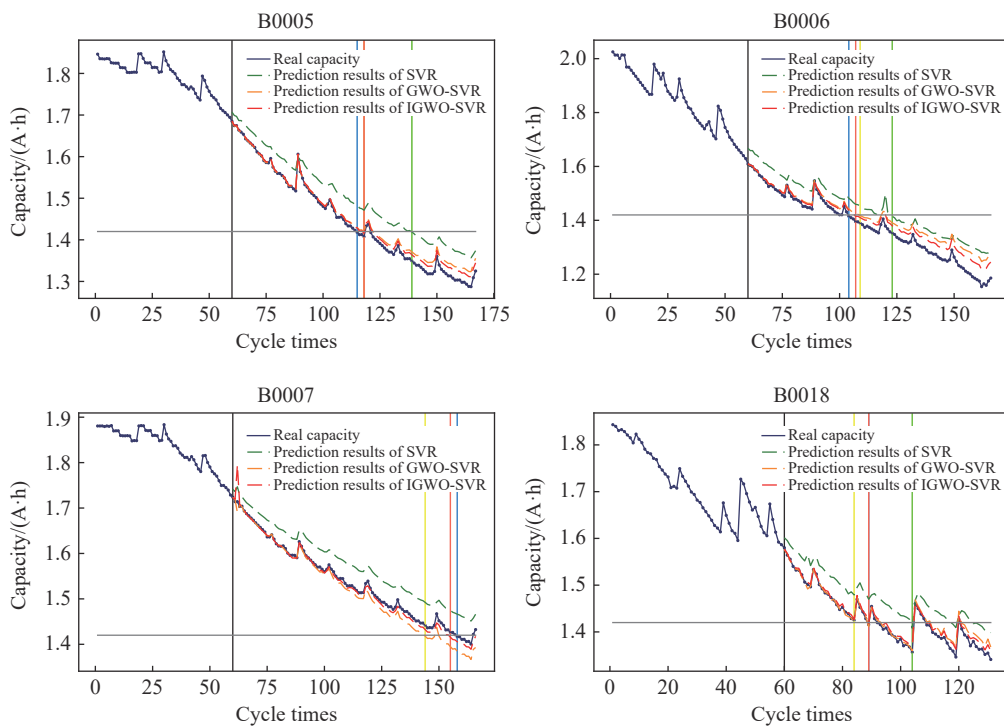 B0005
Capacity/(A·h)
1.8
1.7
1.6
1.5
1.4
1.3
Real capacity
Prediction results of SVR
Prediction results of GWO-SVR
Prediction results of IGWO-SVR
0 25 50 75 100 125 150 175
Cycle times
B0006
Capacity/(A·h)
2.0
1.8
1.6
1.4
1.2
Real capacity
Prediction results of SVR
Prediction results of GWO-SVR
Prediction results of IGWO-SVR
0 25 50 75 100 125 150
Cycle times
B0007
Capacity/(A·h)
1.9
1.8
1.7
1.6
1.5
1.4
Real capacity
Prediction results of SVR
Prediction results of GWO-SVR
Prediction results of IGWO-SVR
0 25 50 75 100 125 150
Cycle times
B0018
Capacity/(A·h)
1.8
1.7
1.6
1.5
1.4
Real capacity
Prediction results of SVR
Prediction results of GWO-SVR
Prediction results of IGWO-SVR
0 20 40 60 80 100 120
Cycle times